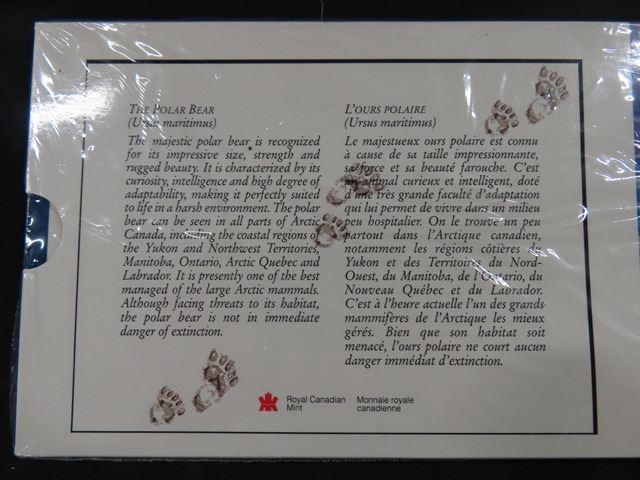 THE POLAR BEAR
(Ursus maritimus)
The majestic polar bear is recognized
for its impressive size, strength and
rugged beauty. It is characterized by its
curiosity, intelligence and high degree of
adaptability, making it perfectly suited
to life in a harsh environment. The polar
bear can be seen in all parts of Arctic
Canada, including the coastal regions of
the Yukon and Northwest Territories,
Manitoba, Ontario, Arctic Quebec and
Labrador. It is presently one of the best
managed of the large Arctic mammals.
Although facing threats to its habitat,
the polar bear is not in immediate
danger of extinction.
L'OURS POLAIRE
(Ursus maritimus)
Le majestueux ours polaire est connu
à cause de sa taille impressionnante,
sa force et sa beauté farouche. C'est
un animal curieux et intelligent, doté
d'une très grande faculté d'adaptation
qui lui permet de vivre dans un milieu
peu hospitalier. On le trouve un peu
partout dans l'Arctique canadien,
notamment les régions côtières du
Yukon et des Territoires du Nord-
Ouest, du Manitoba, de l'Ontario, du
Nouveau Québec et du Labrador.
C'est à l'heure actuelle l'un des grands
mammifères de l'Arctique les mieux
gérés. Bien que son habitat soit
menacé, l'ours polaire ne court aucun
danger immédiat d'extinction.
Royal Canadian
Mint
Monnaie royale
canadienne